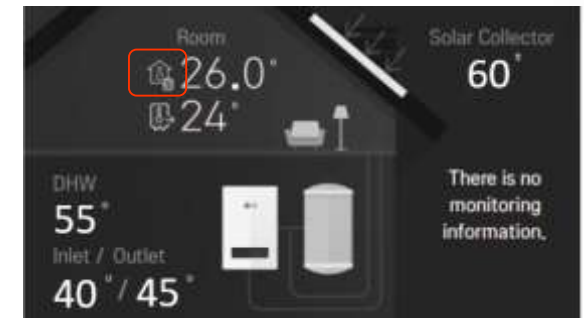 Room
26.0°
24°
Solar Collector
60°
DHW
55°
Inlet / Outlet
40°/ 45°
There is no
monitoring
information.